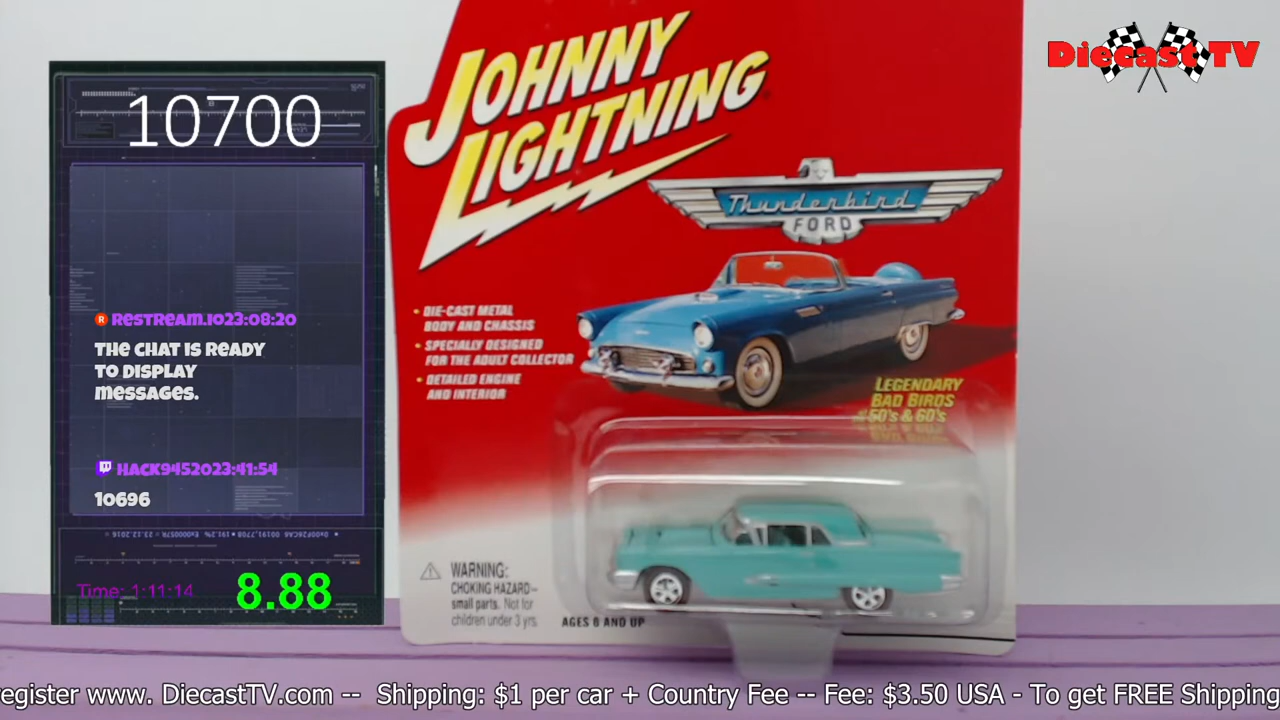 10700
RESTREAM.IO23:08:20
THE CHAT IS READY
TO DISPLAY
MESSAGES.
HACK9452023:41:54
10696
Time: 1:11:14
8.88
JOHNNY
LIGHTNING
Thunderbird
FORD
• DIE-CAST METAL
BODY AND CHASSIS
• SPECIALLY DESIGNED
FOR THE ADULT COLLECTOR
• DETAILED ENGINE
AND INTERIOR
LEGENDARY
BAD BIRDS
50's & 60's
WARNING:
CHOKING HAZARD–
small parts. Not for
children under 3 yrs.
AGES 8 AND UP
Diecast TV
register www. DiecastTV.com -- Shipping: $1 per car + Country Fee -- Fee: $3.50 USA - To get FREE Shipping